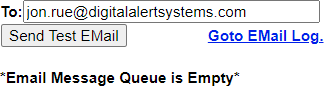 To: jon.rue@digitalalertsystems.com
Send Test EMail Goto EMail Log.
*Email Message Queue is Empty*